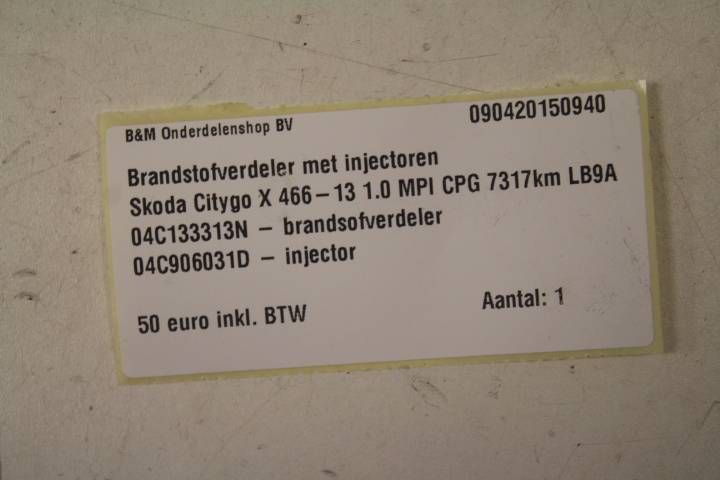 B&M Onderdelenshop BV 090420150940
Brandstofverdeler met injectoren
Skoda Citygo X 466-13 1.0 MPI CPG 7317km LB9A
04C133313N - brandsofverdeler
04C906031D - injector
50 euro inkl. BTW Aantal: 1